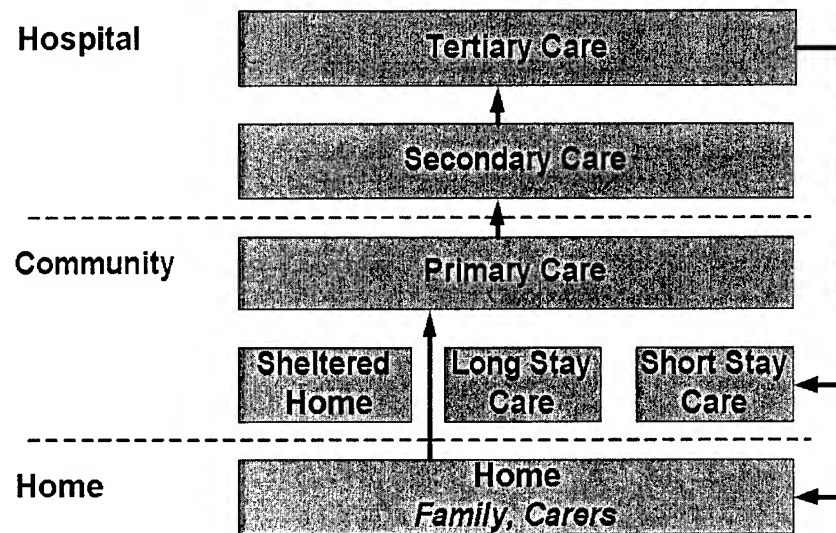 Hospital
Tertiary Care
Secondary Care
Community
Primary Care
Sheltered
Home
Long Stay
Care
Short Stay
Care
Home
Home
Family, Carers